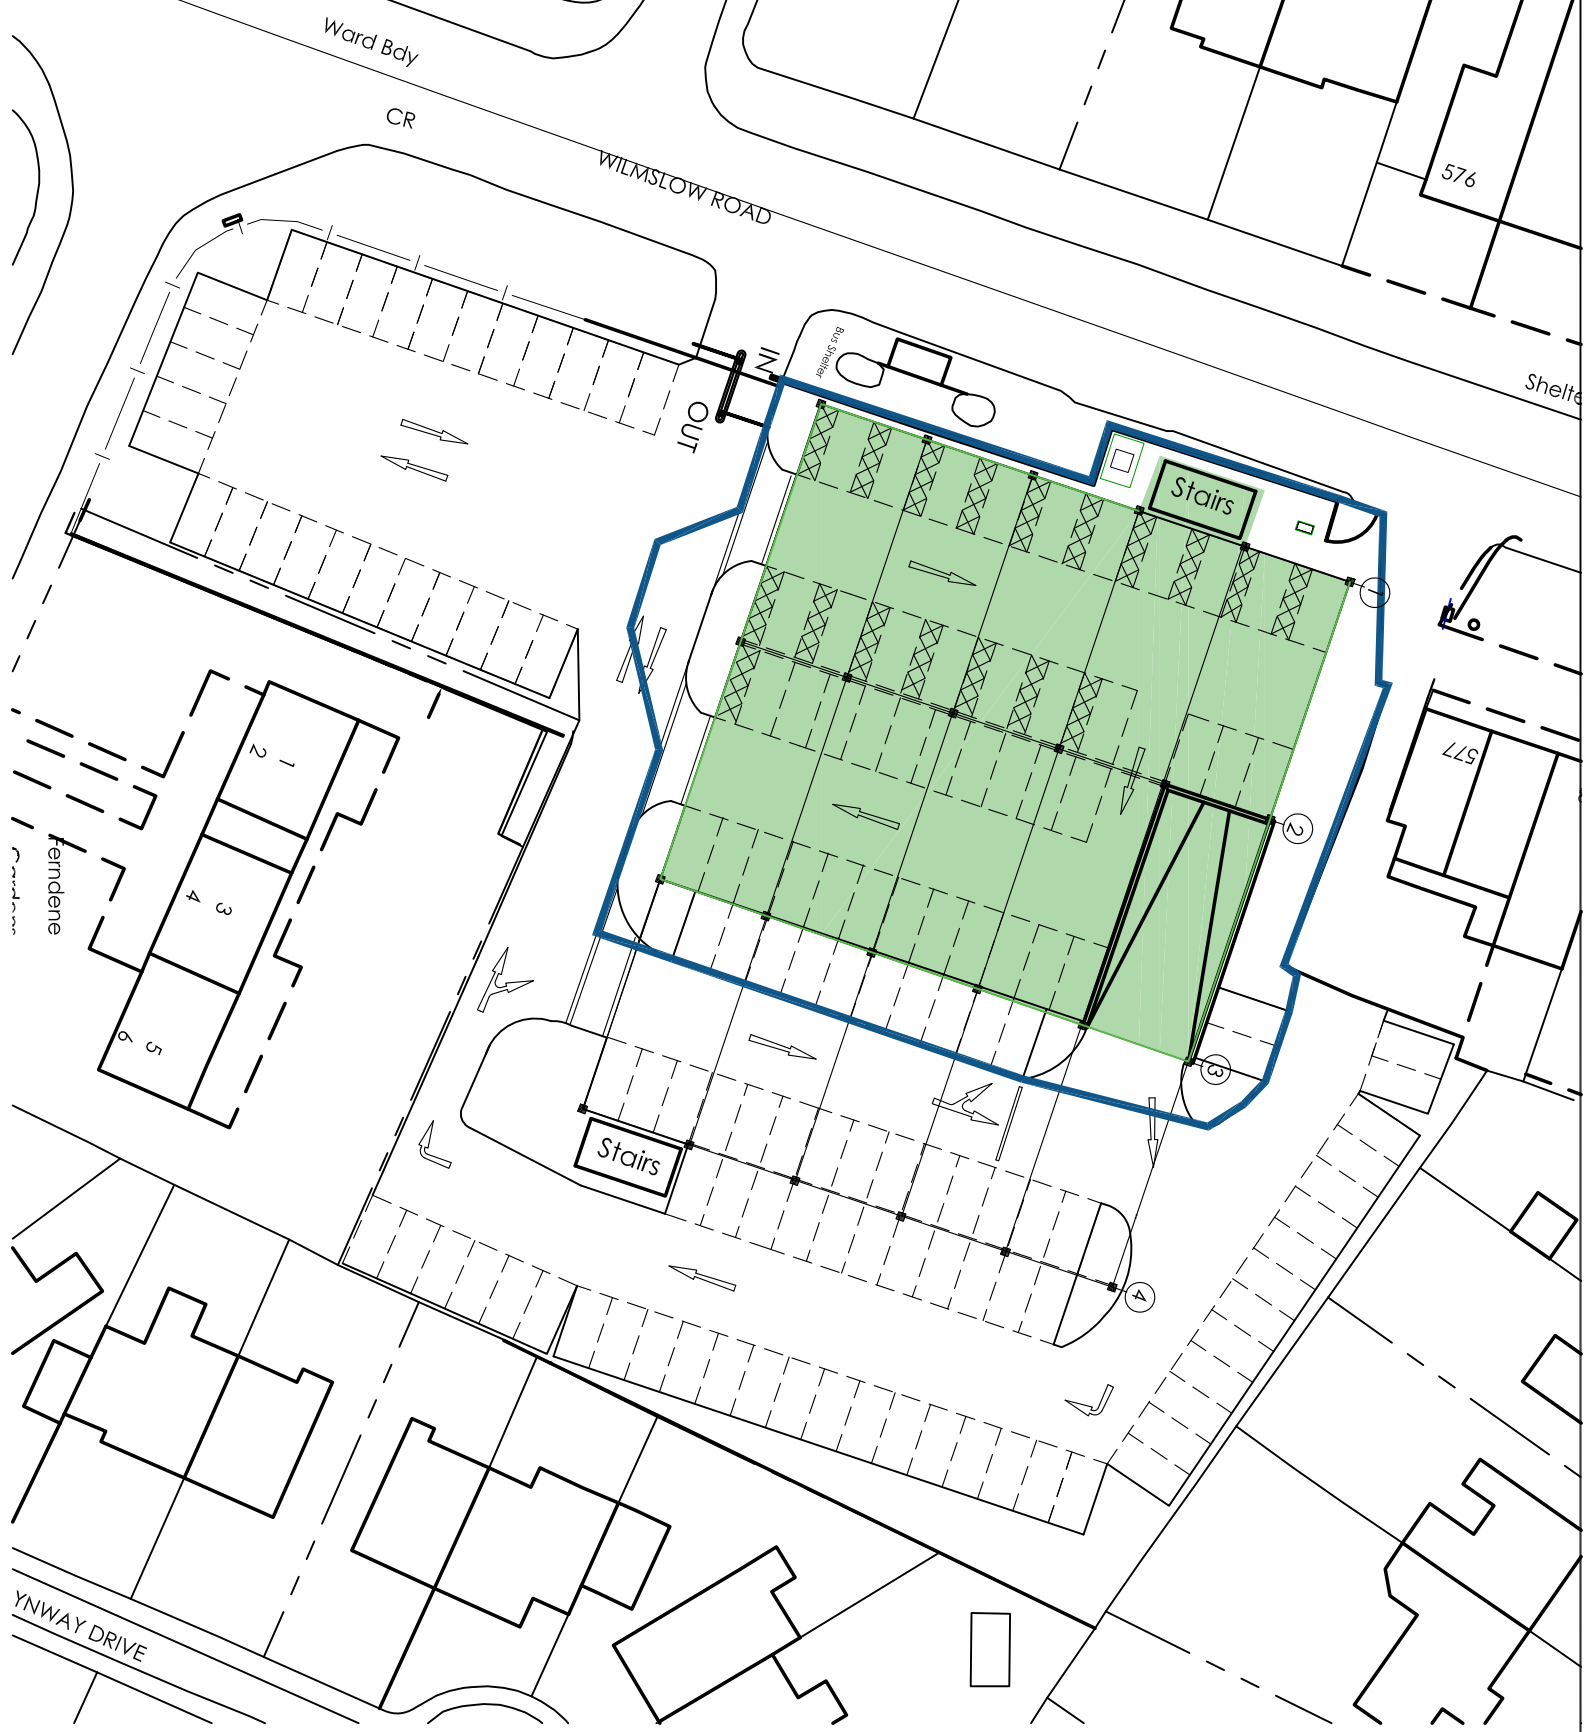 Ward Bdy
CR
WILMSLOW ROAD
576
Shelte
Bus Shelter
IN
OUT
Stairs
1
577
2
2
1
4
3
Ferndene
6
5
3
Stairs
4
YNWAY DRIVE